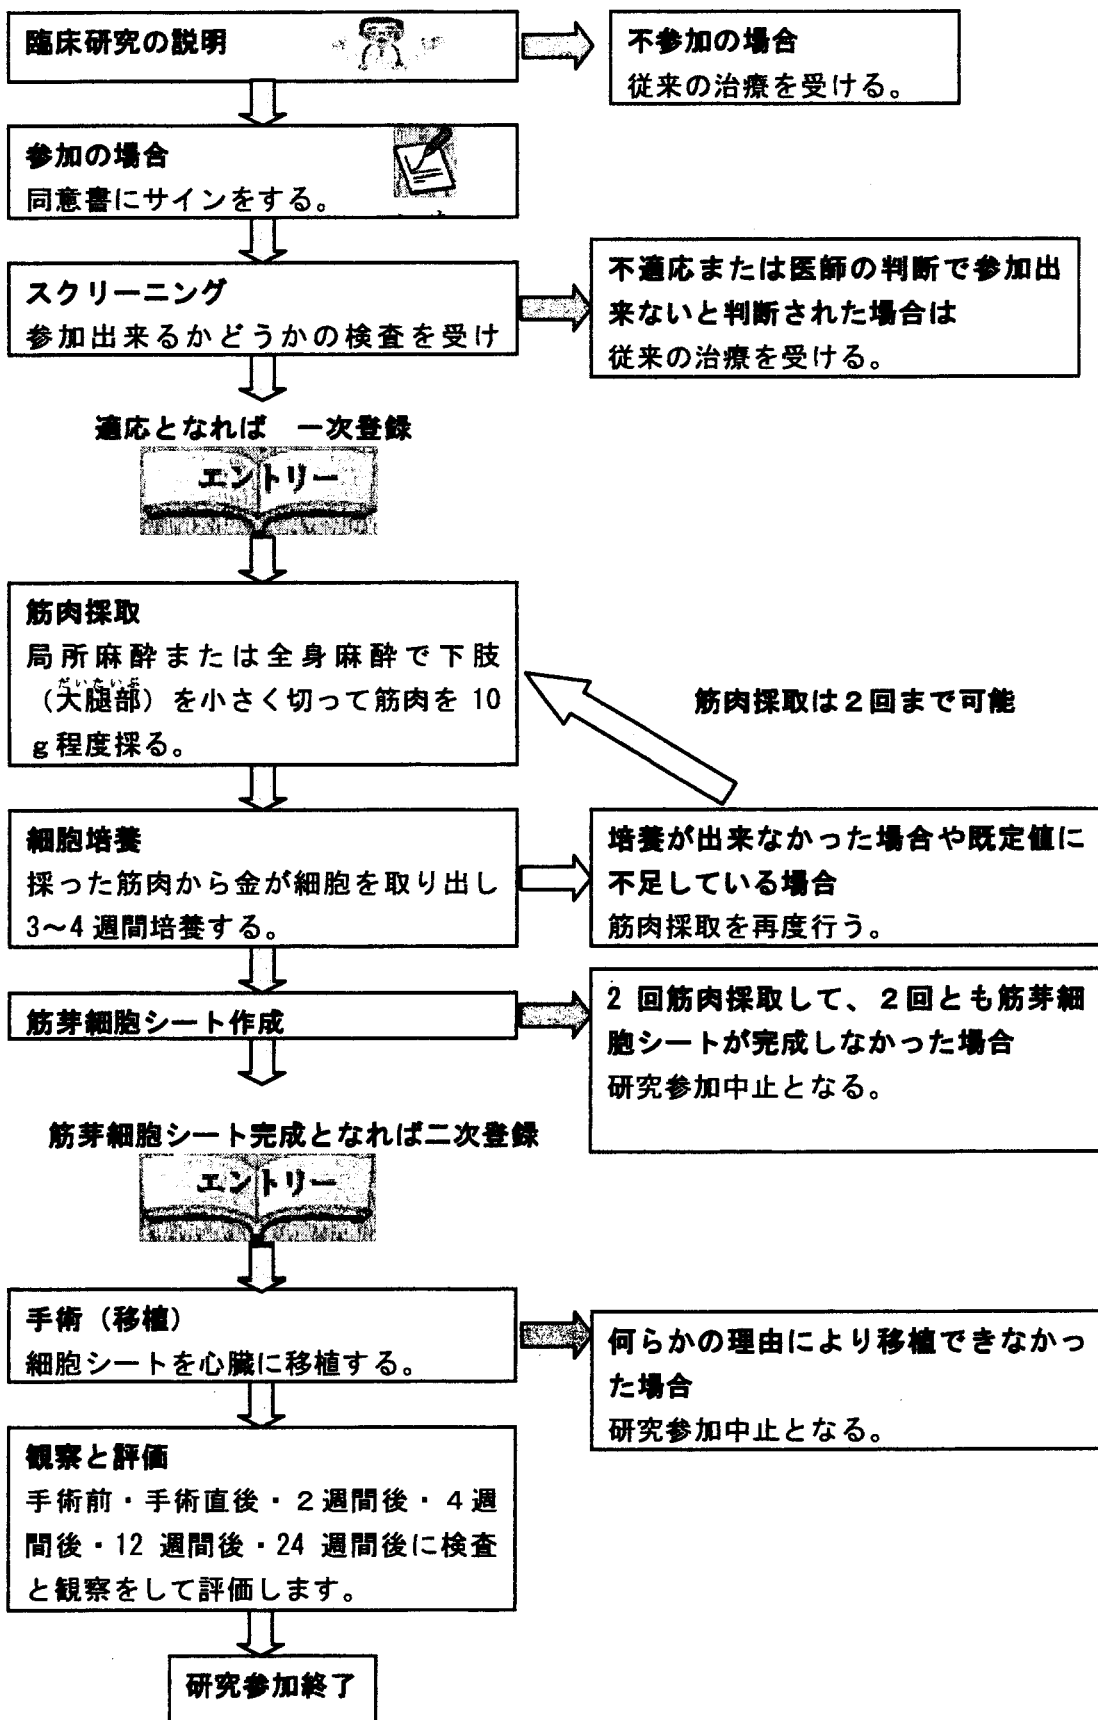 臨床研究の説明
不参加の場合
従来の治療を受ける。
参加の場合
同意書にサインをする。
スクリーニング
参加出来るかどうかの検査を受け
不適応または医師の判断で参加出
来ないと判断された場合は
従来の治療を受ける。
適応となれば　一次登録
エントリー
筋肉採取
局所麻酔または全身麻酔で下肢
だいたいぶ
（大腿部）を小さく切って筋肉を 10
ｇ程度採る。
筋肉採取は２回まで可能
細胞培養
採った筋肉から金が細胞を取り出し
3～4 週間培養する。
培養が出来なかった場合や既定値に
不足している場合
筋肉採取を再度行う。
筋芽細胞シート作成
2 回筋肉採取して、２回とも筋芽細
胞シートが完成しなかった場合
研究参加中止となる。
筋芽細胞シート完成となれば二次登録
エントリー
手術（移植）
細胞シートを心臓に移植する。
何らかの理由により移植できなかっ
た場合
研究参加中止となる。
観察と評価
手術前・手術直後・２週間後・４週
間後・12 週間後・24 週間後に検査
と観察をして評価します。
研究参加終了